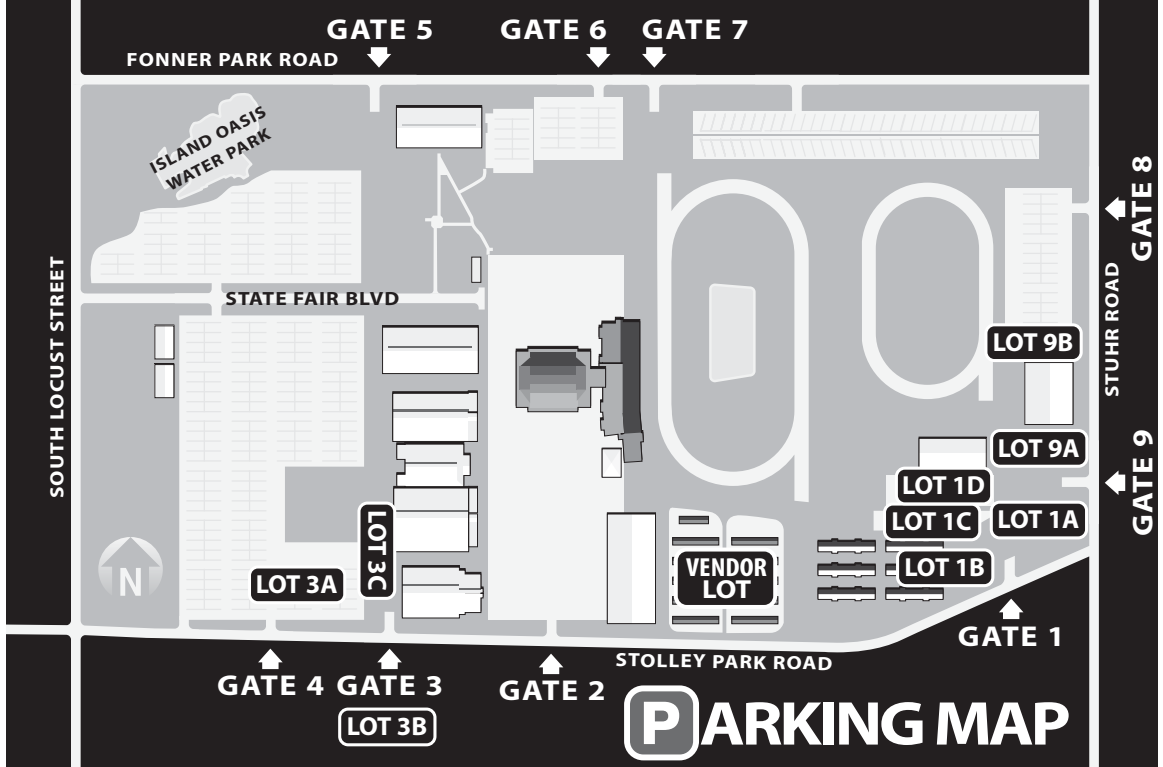 GATE 5
GATE 6
GATE 7
FONNER PARK ROAD
ISLAND OASIS
WATER PARK
GATE 8
STUHR ROAD
SOUTH LOCUST STREET
STATE FAIR BLVD
LOT 9B
LOT 9A
GATE 9
LOT 1D
LOT 1C
LOT 1A
LOT 3C
N
LOT 3A
VENDOR
LOT
LOT 1B
GATE 1
STOLLEY PARK ROAD
GATE 4
GATE 3
GATE 2
LOT 3B
PARKING MAP